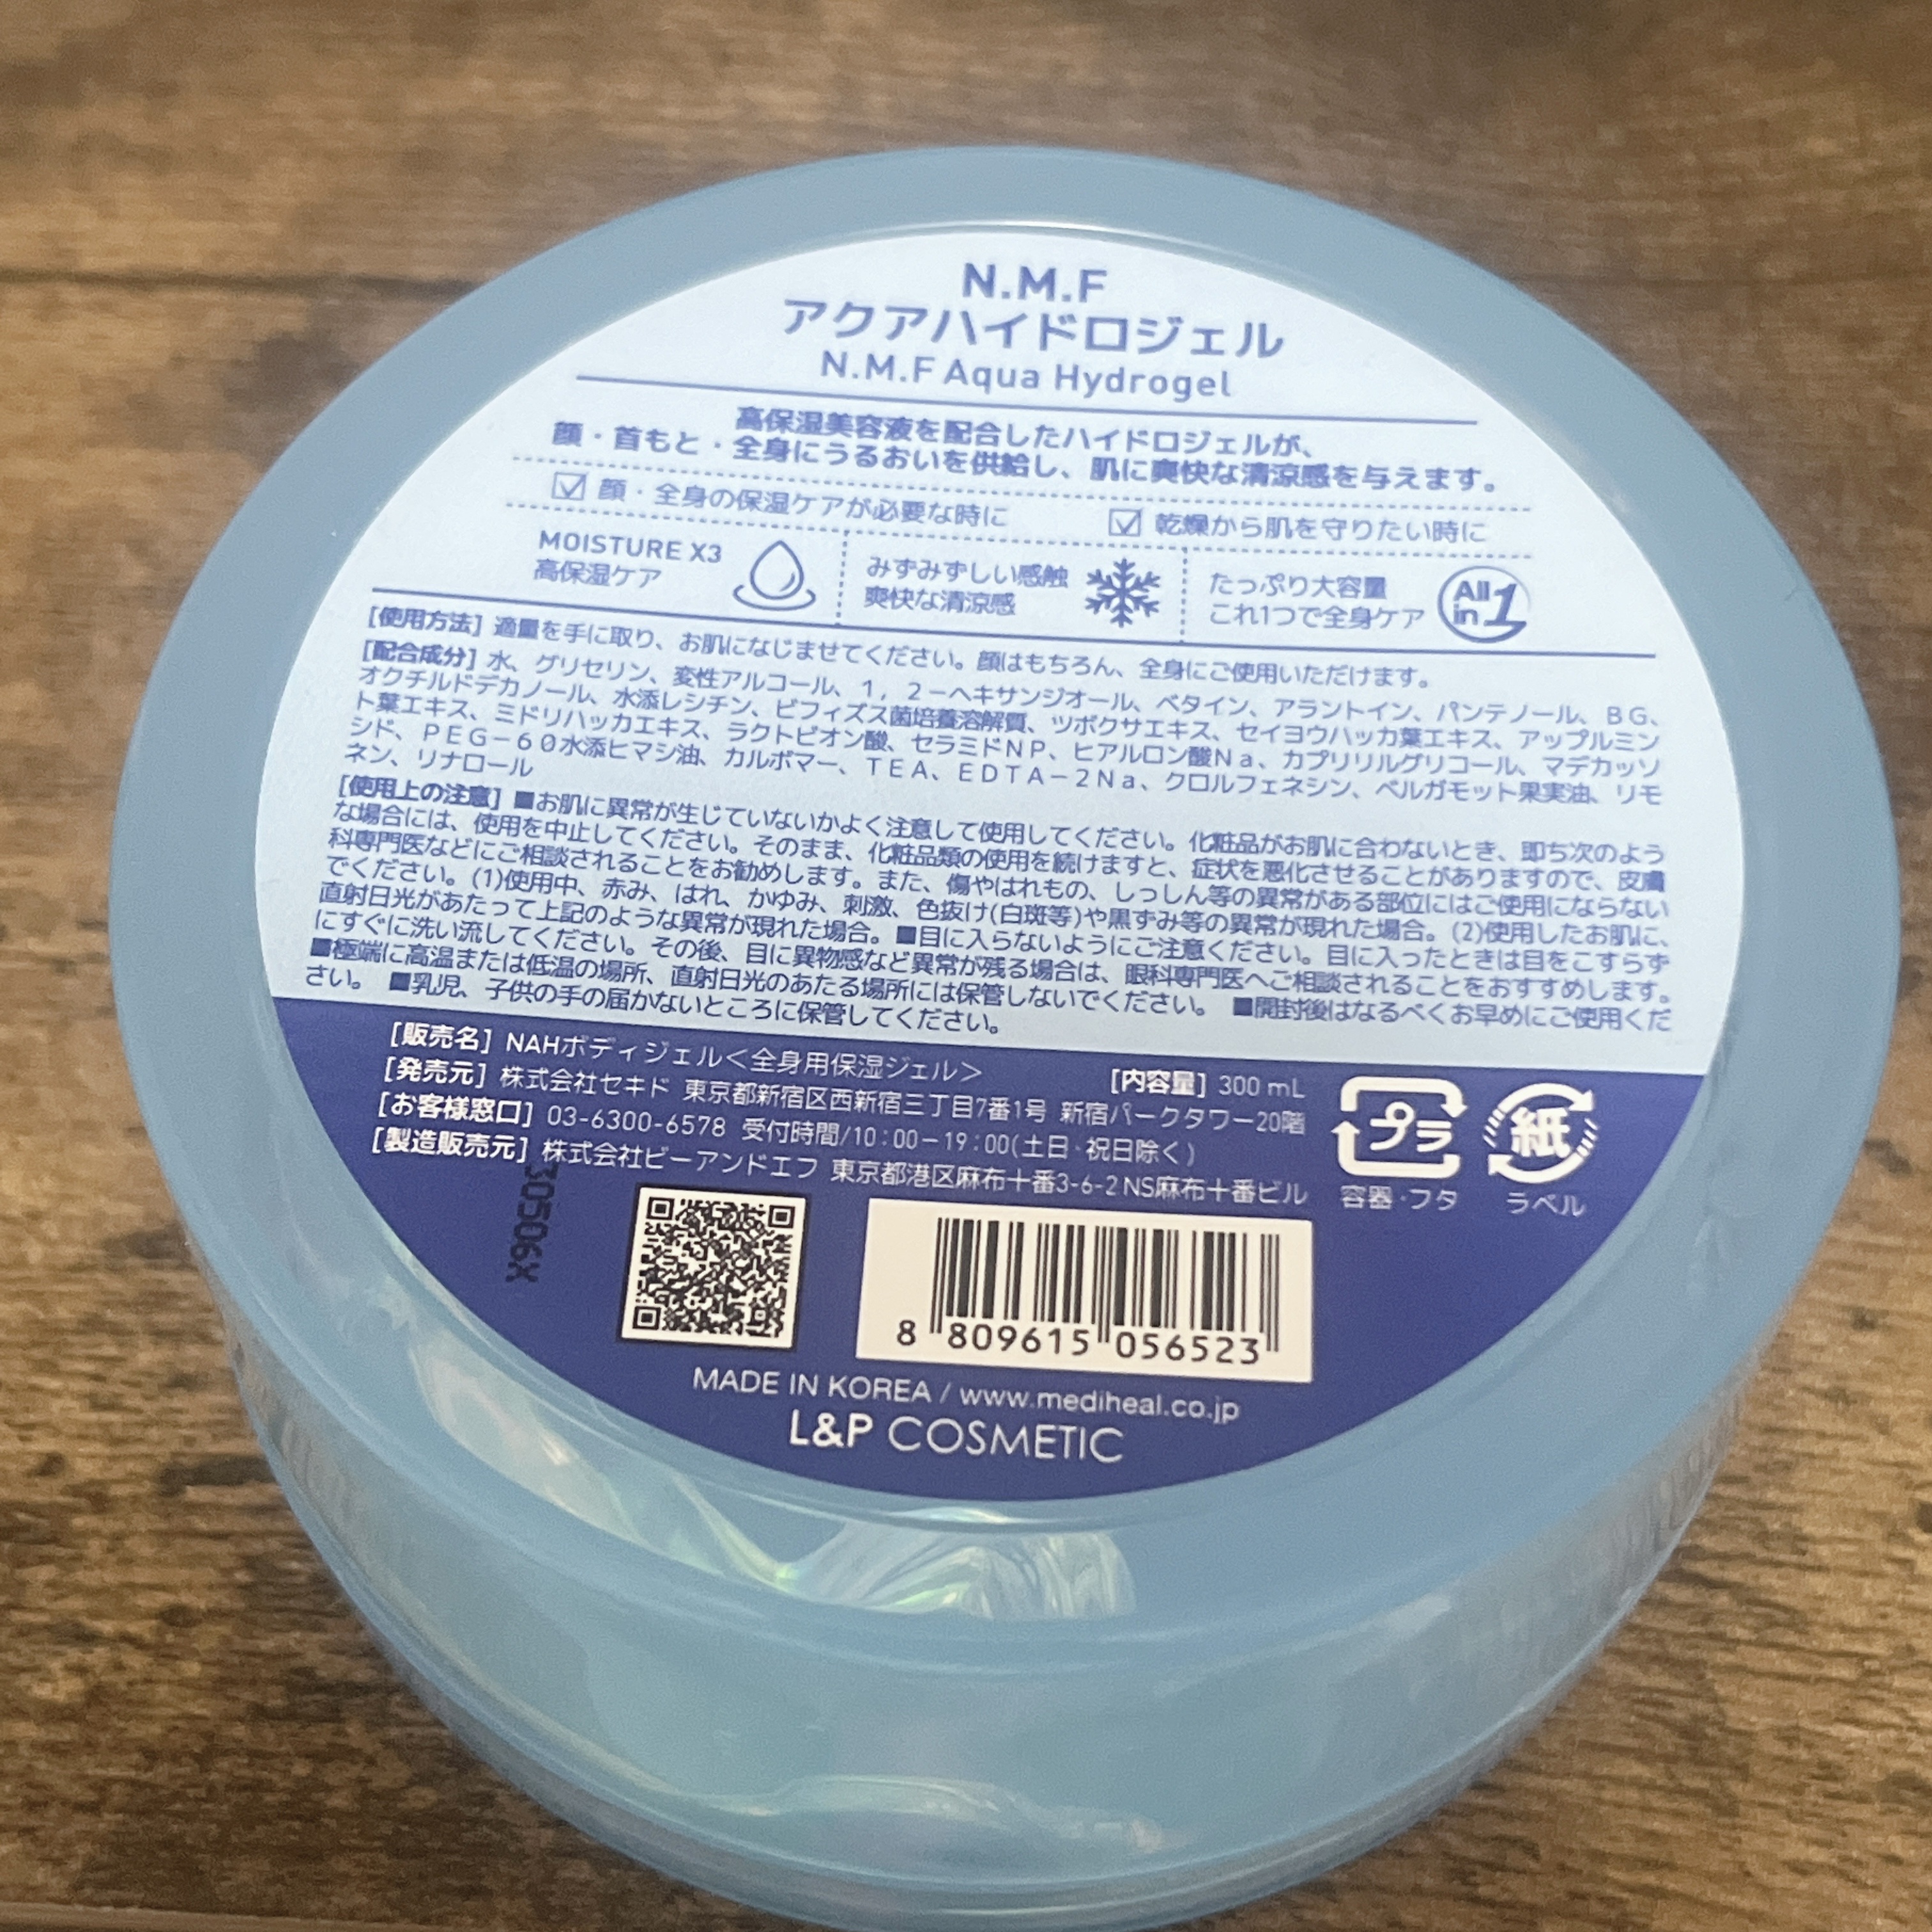 N.M.F
アクアハイドロジェル
N.M.F Aqua Hydrogel
高保湿美容液を配合したハイドロジェルが、
顔・首もと・全身にうるおいを供給し、肌に爽快な清涼感を与えます。
☑ 顔・全身の保湿ケアが必要な時に ☑ 乾燥から肌を守りたい時に
MOISTURE X3
高保湿ケア
みずみずしい感触
爽快な清涼感
たっぷり大容量
これ1つで全身ケア
All in 1
[使用方法] 適量を手に取り、お肌になじませてください。顔はもちろん、全身にご使用いただけます。
[配合成分] 水、グリセリン、変性アルコール、１，２－ヘキサンジオール、ベタイン、アラントイン、パンテノール、ＢＧ、
オクチルドデカノール、水添レシチン、ビフィズス菌培養溶解質、ツボクサエキス、セイヨウハッカ葉エキス、アップルミン
ト葉エキス、ミドリハッカエキス、ラクトビオン酸、セラミドＮＰ、ヒアルロン酸Ｎａ、カプリリルグリコール、マデカッソ
シド、ＰＥＧ－６０水添ヒマシ油、カルボマー、ＴＥＡ、ＥＤＴＡ－２Ｎａ、クロルフェネシン、ベルガモット果実油、リモ
ネン、リナロール
[使用上の注意] ■お肌に異常が生じていないかよく注意して使用してください。化粧品がお肌に合わないとき、即ち次のよう
な場合には、使用を中止してください。そのまま、化粧品類の使用を続けますと、症状を悪化させることがありますので、皮膚
科専門医などにご相談されることをお勧めします。また、傷やはれもの、しっしん等の異常がある部位にはご使用にならない
でください。(1)使用中、赤み、はれ、かゆみ、刺激、色抜け(白斑等)や黒ずみ等の異常が現れた場合。(2)使用したお肌に、
直射日光があたって上記のような異常が現れた場合。■目に入らないようにご注意ください。目に入ったときは目をこすらず
にすぐに洗い流してください。その後、目に異物感など異常が残る場合は、眼科専門医へご相談されることをおすすめします。
■極端に高温または低温の場所、直射日光のあたる場所には保管しないでください。 ■開封後はなるべくお早めにご使用くだ
さい。 ■乳児、子供の手の届かないところに保管してください。
[販売名] NAHボディジェル＜全身用保湿ジェル＞ [内容量] 300 mL
[発売元] 株式会社セキド 東京都新宿区西新宿三丁目7番1号 新宿パークタワー20階
[お客様窓口] 03-6300-6578 受付時間/10:00－19:00(土日·祝日除く)
[製造販売元] 株式会社ビーアンドエフ 東京都港区麻布十番3-6-2 NS麻布十番ビル
プラ
容器·フタ
紙
ラベル
30506X
8 809615 056523
MADE IN KOREA / www.mediheal.co.jp
L&P COSMETIC